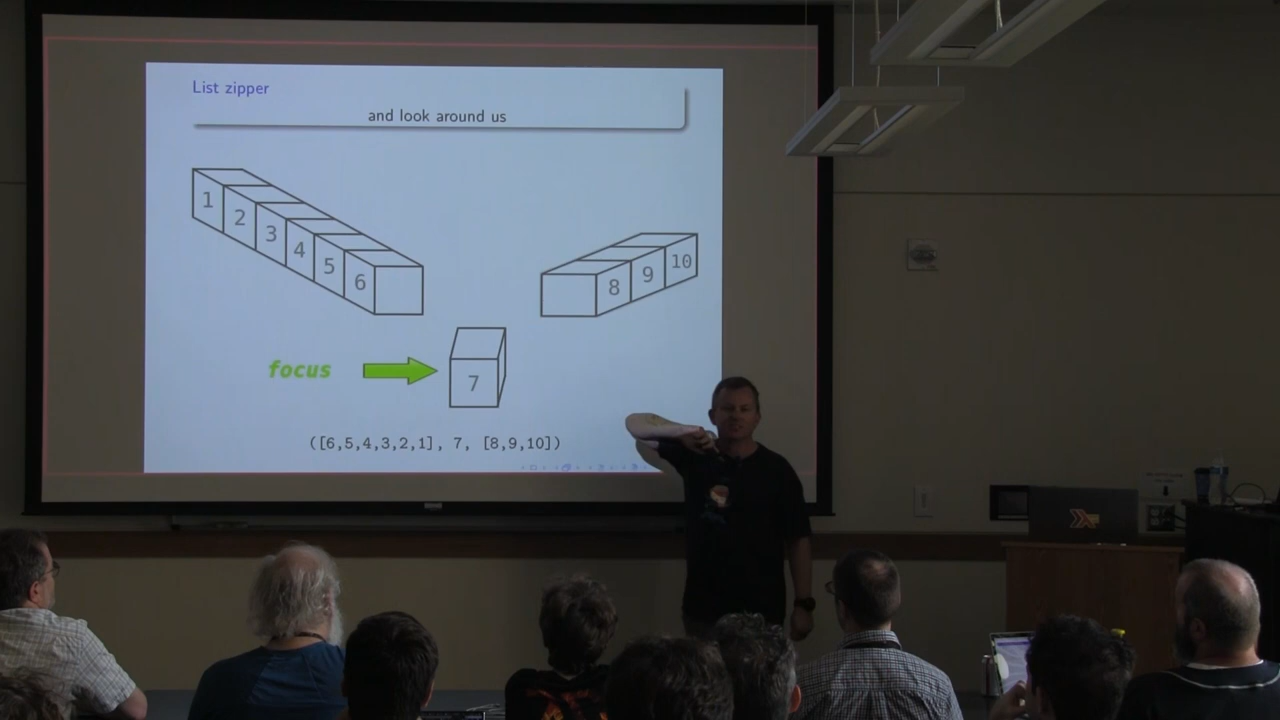 List zipper
and look around us
1 2 3 4 5 6
8 9 10
focus
7
([6,5,4,3,2,1], 7, [8,9,10])